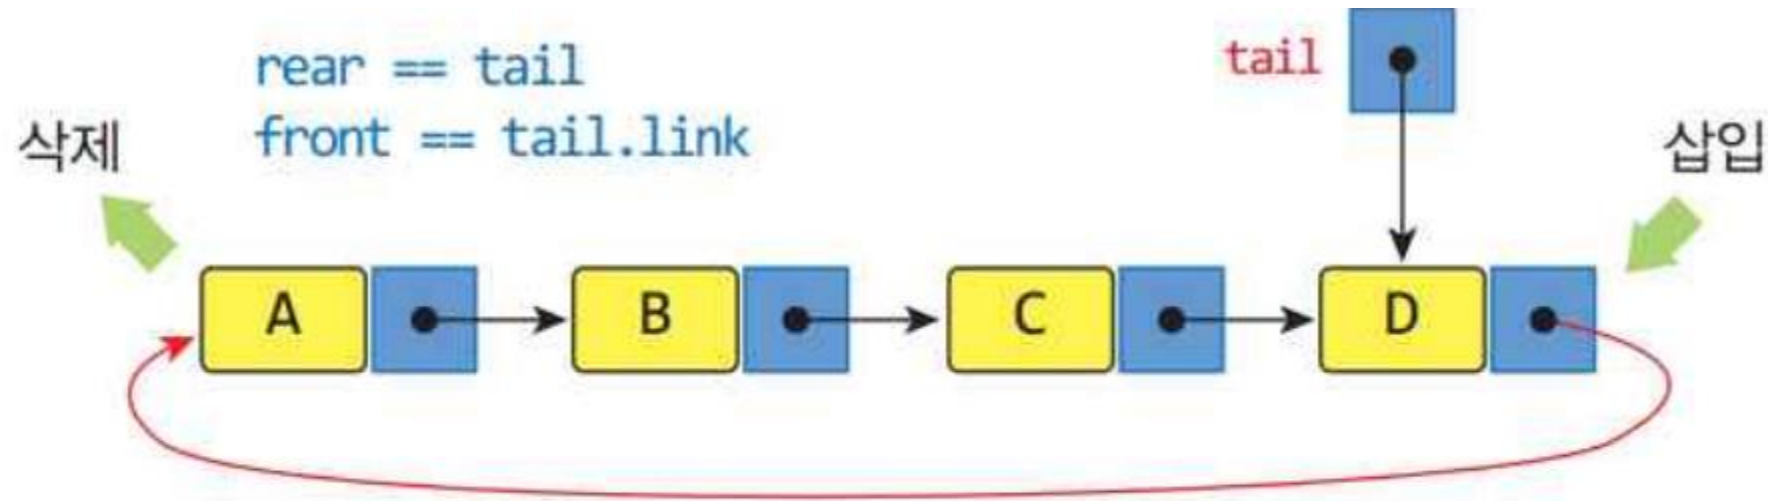 rear == tail
front == tail.link
tail
삭제
삽입
A
B
C
D